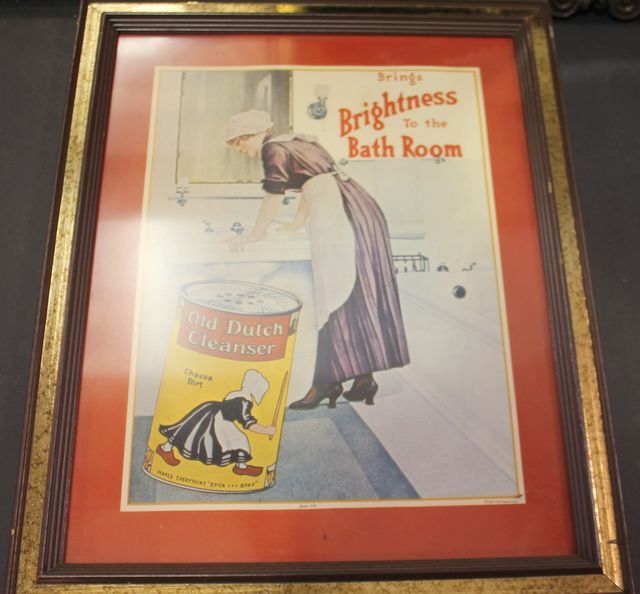 Brings
Brightness
To the
Bath Room
Old Dutch
Cleanser
Chases
Dirt
MAKES EVERYTHING "SPICK AND SPAN"